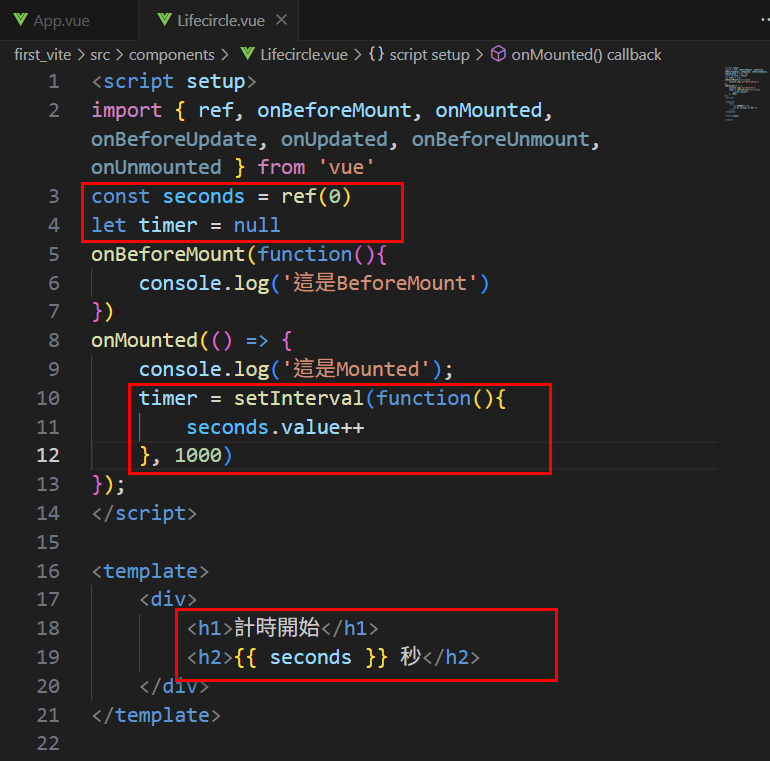 App.vue
Lifecircle.vue
first_vite > src > components > Lifecircle.vue > {} script setup > onMounted() callback
1 <script setup>
2 import { ref, onBeforeMount, onMounted,
onBeforeUpdate, onUpdated, onBeforeUnmount,
onUnmounted } from 'vue'
3 const seconds = ref(0)
4 let timer = null
5 onBeforeMount(function(){
6 console.log('這是BeforeMount')
7 })
8 onMounted(() => {
9 console.log('這是Mounted');
10 timer = setInterval(function(){
11 seconds.value++
12 }, 1000)
13 });
14 </script>
15
16 <template>
17 <div>
18 <h1>計時開始</h1>
19 <h2>{{ seconds }} 秒</h2>
20 </div>
21 </template>
22